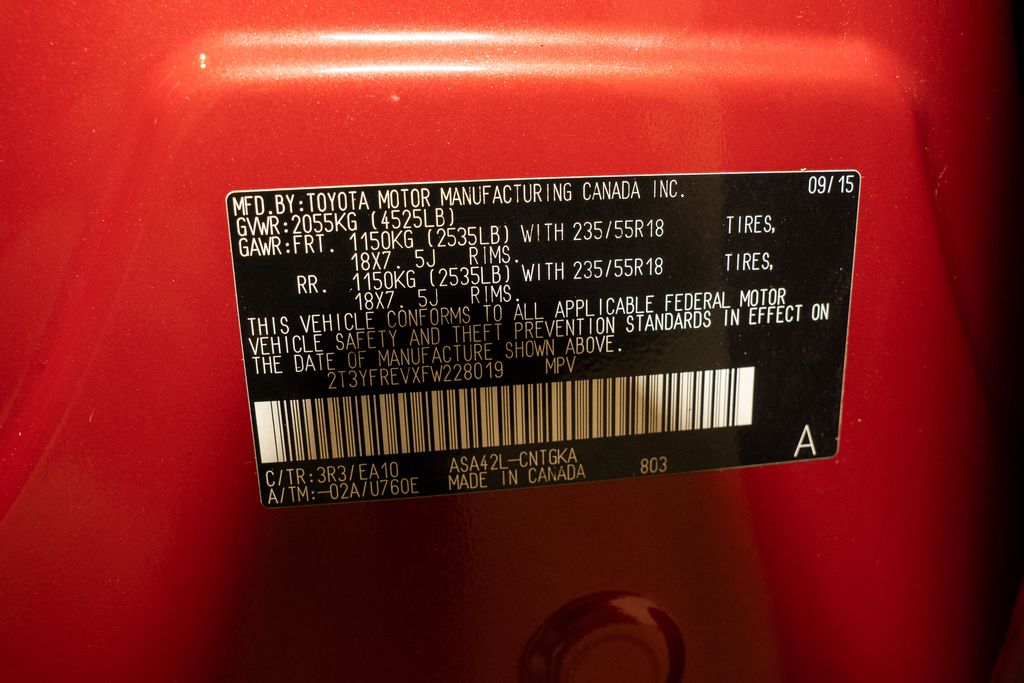 MFD.BY:TOYOTA MOTOR MANUFACTURING CANADA INC. 09/15
GVWR:2055KG (4525LB)
GAWR:FRT. 1150KG (2535LB) WITH 235/55R18 TIRES,
18X7. 5J RIMS.
RR. 1150KG (2535LB) WITH 235/55R18 TIRES,
18X7. 5J RIMS.
THIS VEHICLE CONFORMS TO ALL APPLICABLE FEDERAL MOTOR
VEHICLE SAFETY AND THEFT PREVENTION STANDARDS IN EFFECT ON
THE DATE OF MANUFACTURE SHOWN ABOVE.
2T3YFREVXFW228019 MPV
A
C/TR:3R3/EA10 ASA42L-CNTGKA 803
A/TM:-02A/U760E MADE IN CANADA